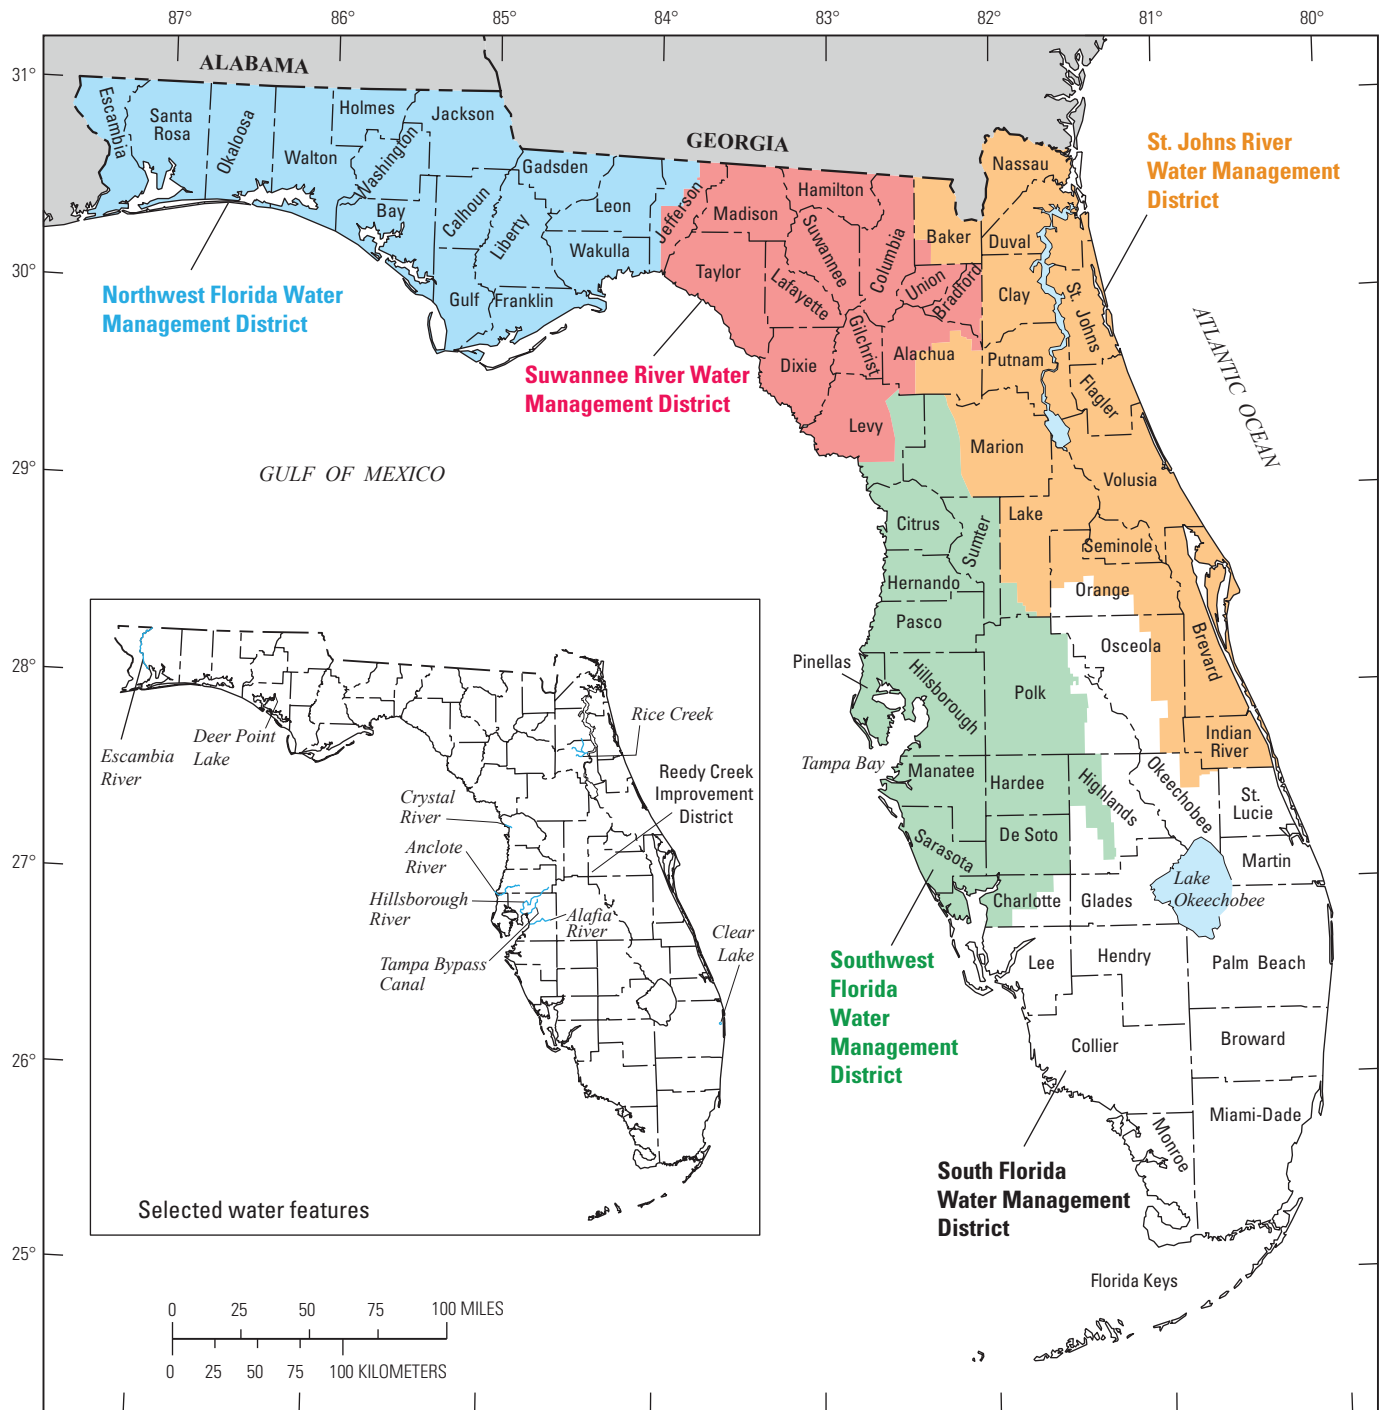 87°
86°
85°
84°
83°
82°
81°
80°
31°
30°
29°
28°
27°
26°
25°
ALABAMA
GEORGIA
Escambia
Santa
Rosa
Okaloosa
Walton
Holmes
Washington
Jackson
Bay
Calhoun
Gulf
Liberty
Gadsden
Franklin
Leon
Wakulla
Jefferson
Madison
Taylor
Hamilton
Suwannee
Lafayette
Dixie
Columbia
Gilchrist
Levy
Union
Bradford
Alachua
Baker
Nassau
Duval
Clay
St. Johns
Putnam
Flagler
Marion
Volusia
Lake
Seminole
Orange
Osceola
Brevard
Indian
River
Citrus
Sumter
Hernando
Pasco
Pinellas
Hillsborough
Polk
Tampa Bay
Manatee
Hardee
Highlands
Okeechobee
St.
Lucie
Sarasota
De Soto
Martin
Charlotte
Glades
Lake
Okeechobee
Lee
Hendry
Palm Beach
Collier
Broward
Miami-Dade
Monroe
Florida Keys
St. Johns River
Water Management
District
Northwest Florida Water
Management District
Suwannee River Water
Management District
GULF OF MEXICO
ATLANTIC OCEAN
Southwest
Florida
Water
Management
District
South Florida
Water Management
District
Escambia
River
Deer Point
Lake
Rice Creek
Reedy Creek
Improvement
District
Crystal
River
Anclote
River
Hillsborough
River
Alafia
River
Tampa Bypass
Canal
Clear
Lake
Selected water features
0 25 50 75 100 MILES
0 25 50 75 100 KILOMETERS